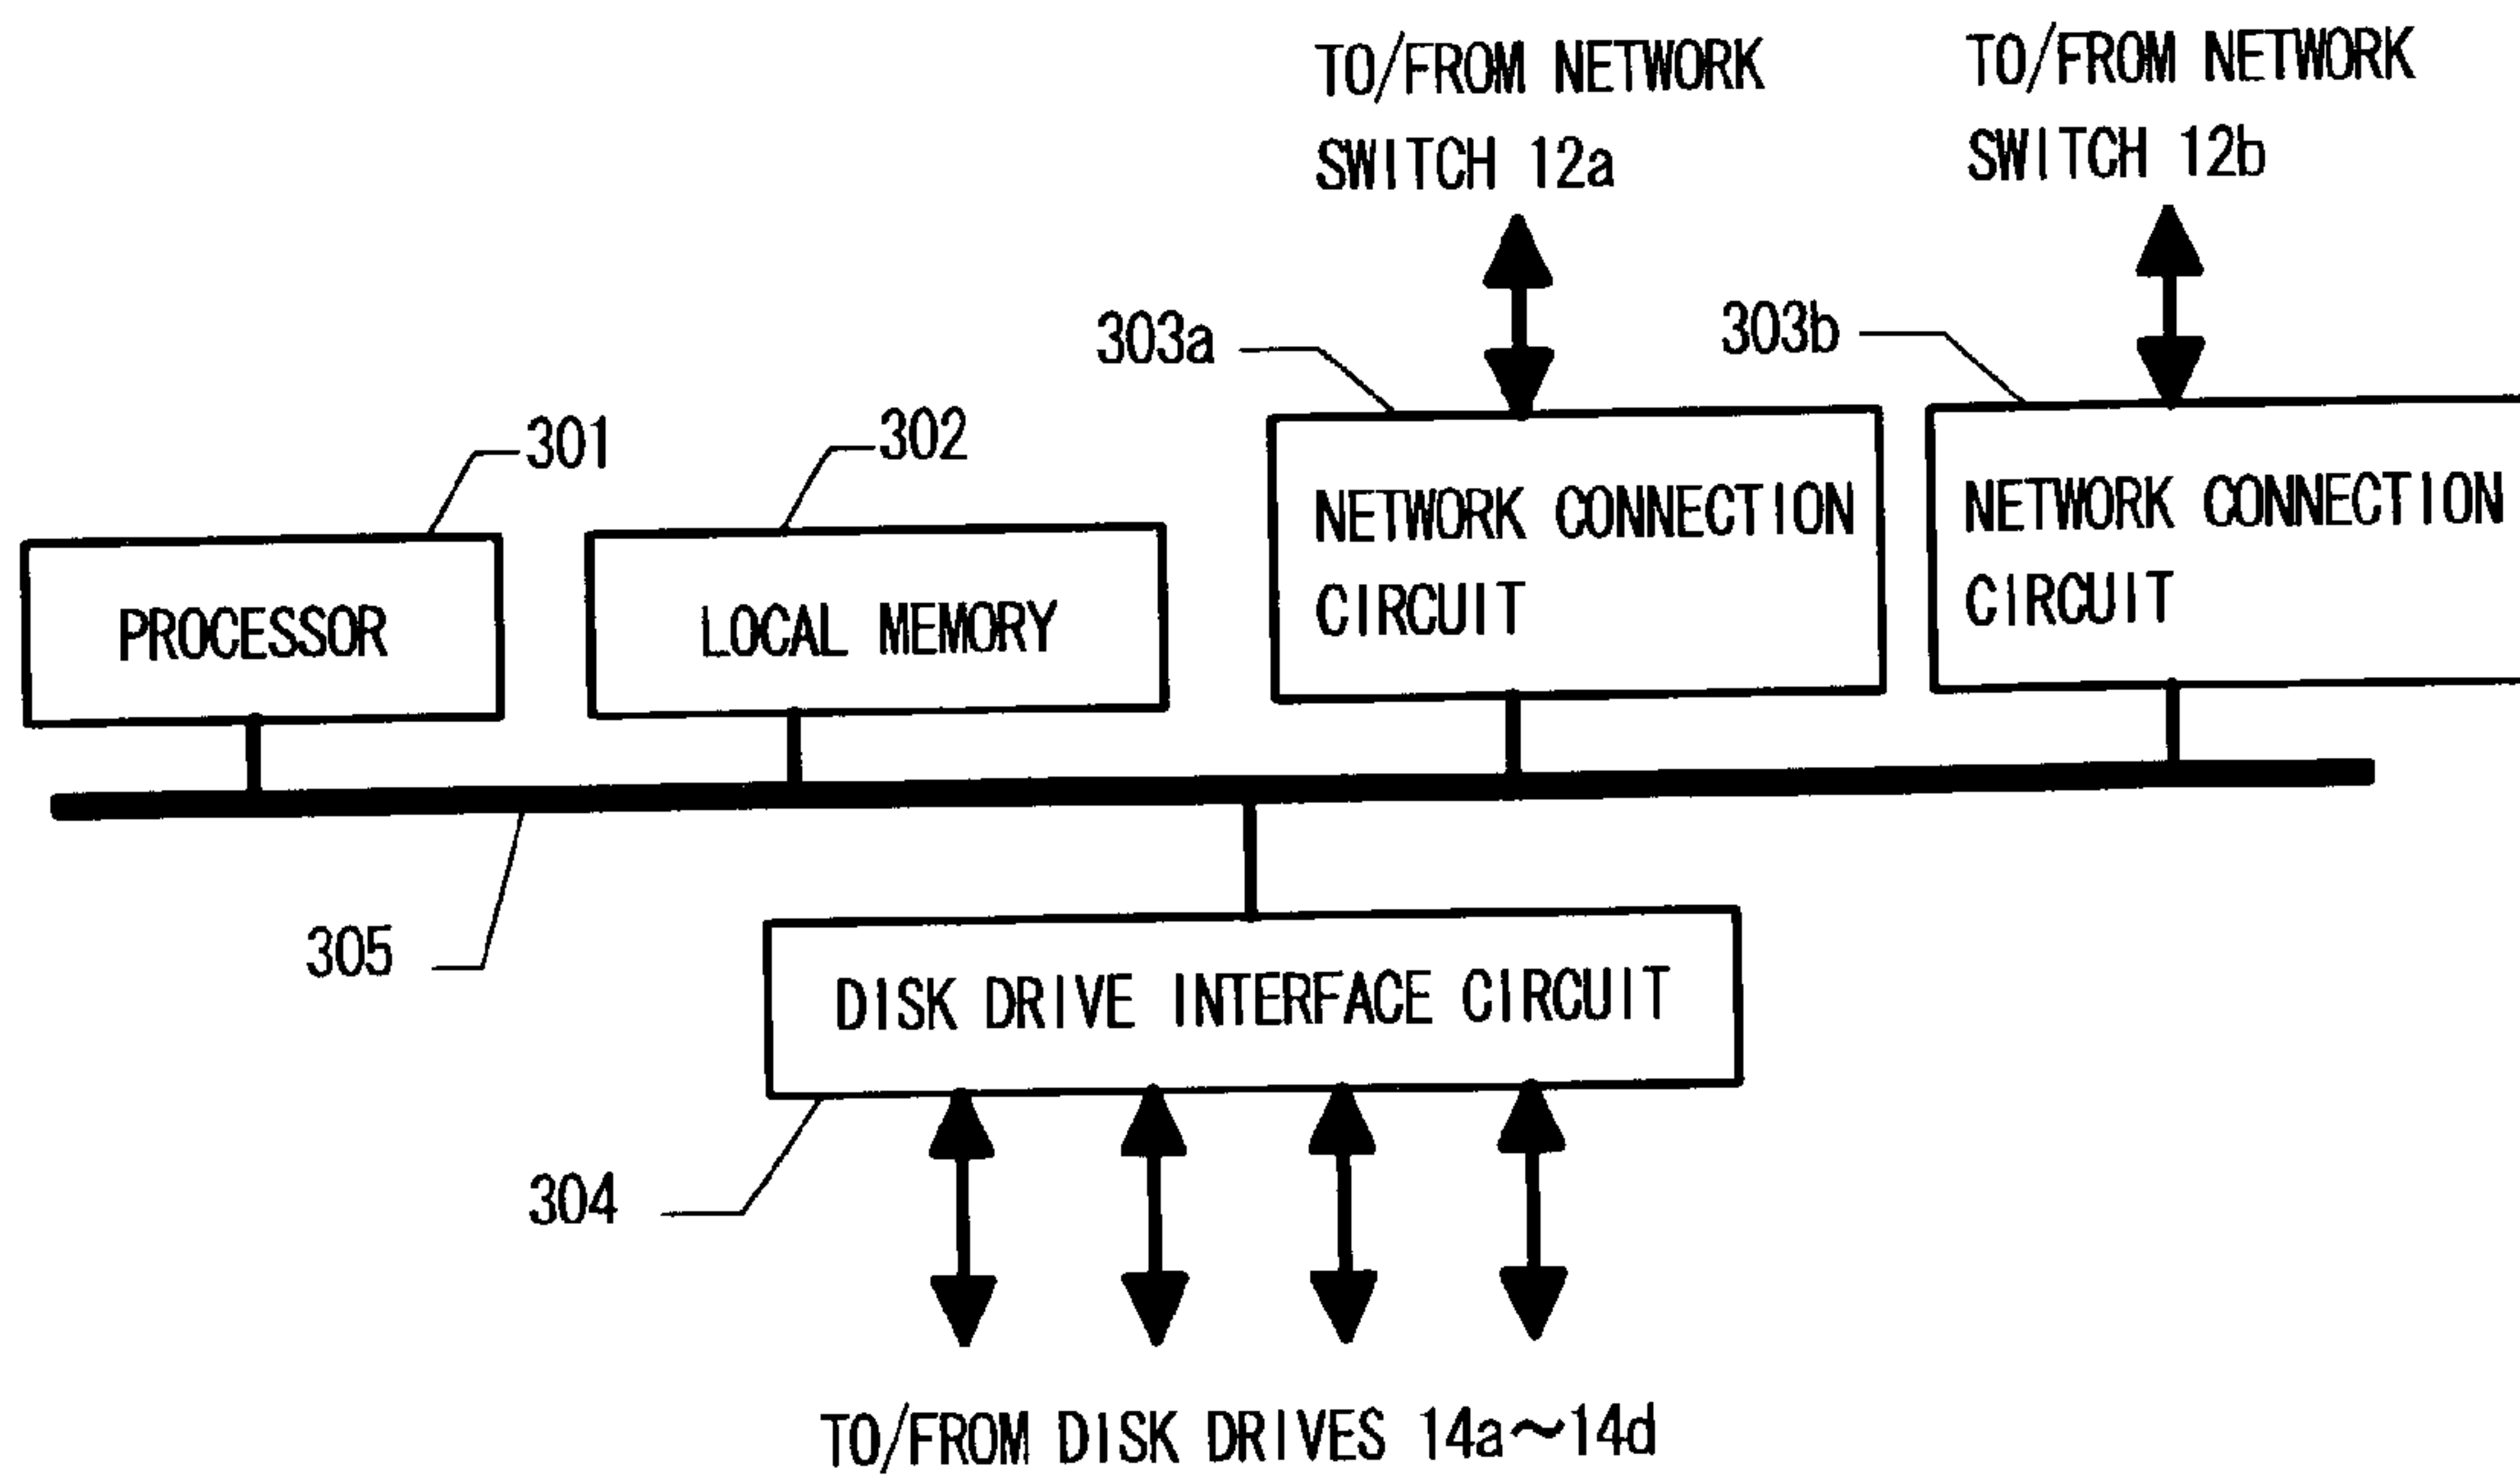 TO/FROM NETWORK
SWITCH 12a
TO/FROM NETWORK
SWITCH 12b
303a
303b
301
302
NETWORK CONNECTION
CIRCUIT
NETWORK CONNECTION
CIRCUIT
PROCESSOR
LOCAL MEMORY
305
DISK DRIVE INTERFACE CIRCUIT
304
TO/FROM DISK DRIVES 14a~14d